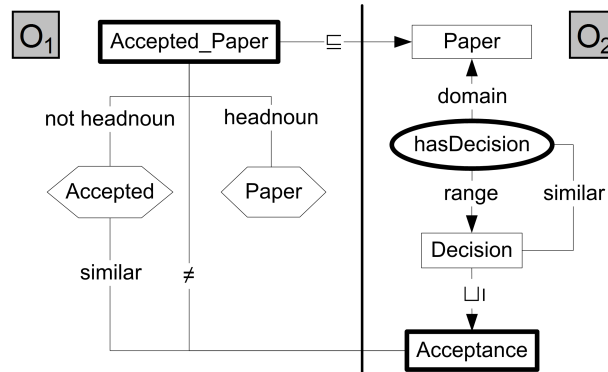 O1
Accepted_Paper
⊑
Paper
O2
domain
not headnoun
headnoun
hasDecision
Accepted
Paper
range
similar
similar
≠
Decision
⊔ı
Acceptance